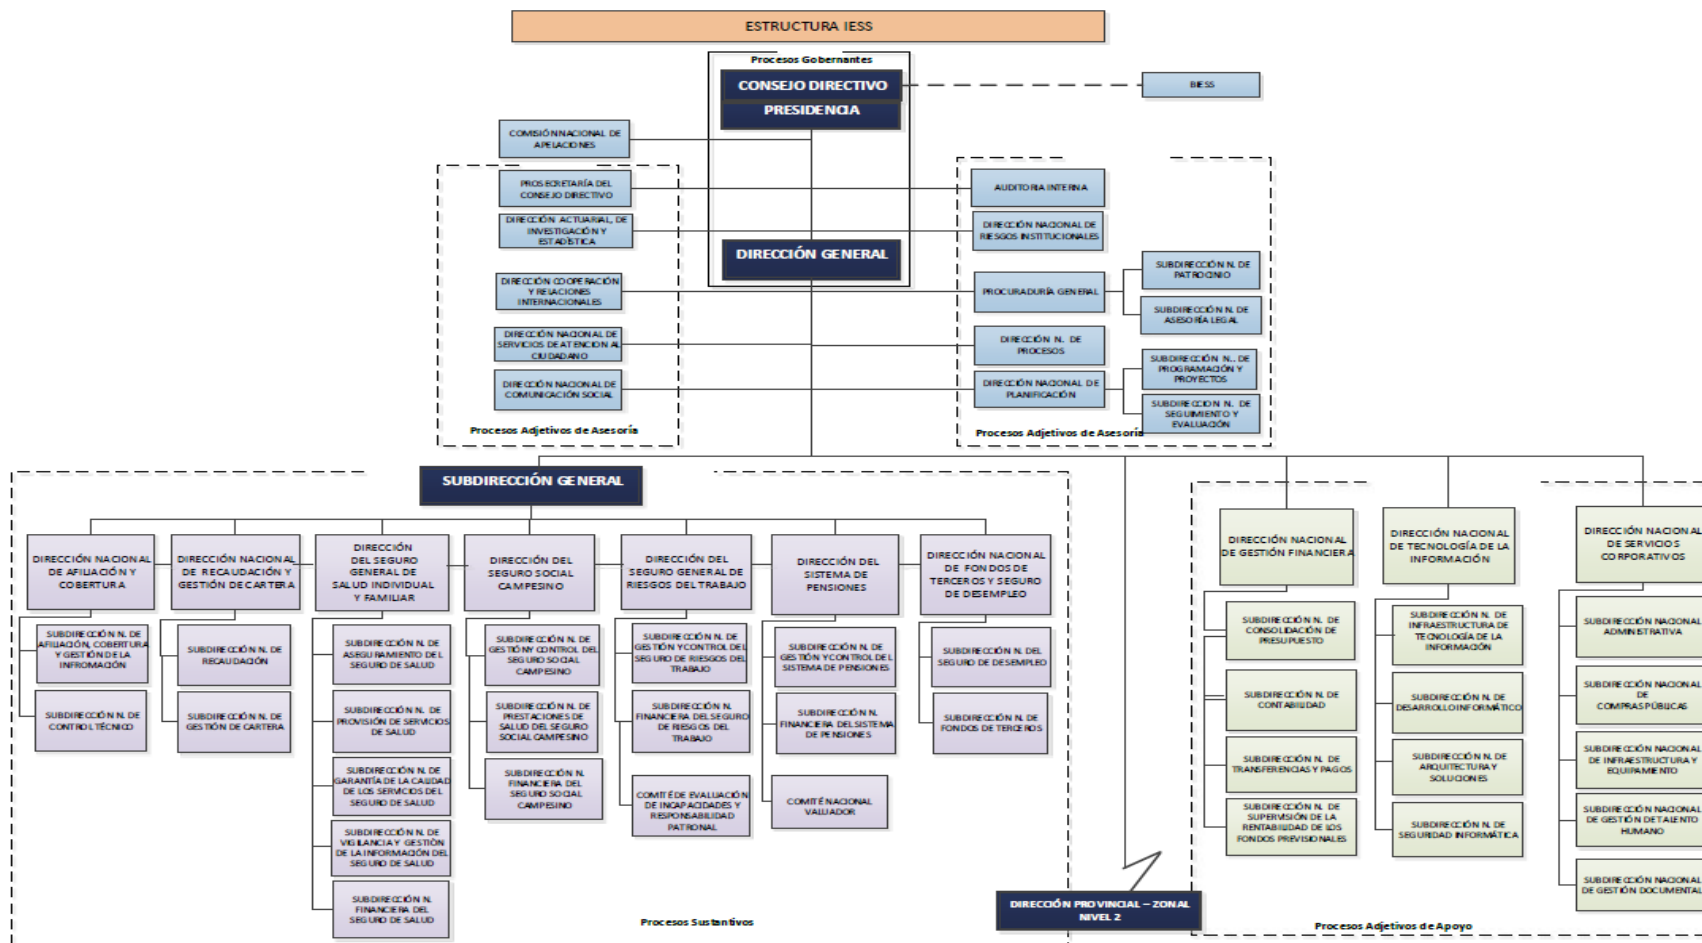 ESTRUCTURA IESS
Procesos Gobernantes
CONSEJO DIRECTIVO
PRESIDENCIA
BIESS
COMISIÓN NACIONAL DE
APELACIONES
PROSECRETARÍA DEL
CONSEJO DIRECTIVO
AUDITORIA INTERNA
DIRECCIÓN ACTUARIAL, DE
INVESTIGACIÓN Y
ESTADÍSTICA
DIRECCIÓN NACIONAL DE
RIESGOS INSTITUCIONALES
DIRECCIÓN GENERAL
DIRECCIÓN COOPERACIÓN
Y RELACIONES
INTERNACIONALES
PROCURADURÍA GENERAL
SUBDIRECCIÓN N. DE
PATROCINIO
SUBDIRECCIÓN N. DE
ASESORÍA LEGAL
DIRECCIÓN NACIONAL DE
SERVICIOS DE ATENCION AL
CIUDADANO
DIRECCIÓN N. DE
PROCESOS
DIRECCIÓN NACIONAL DE
COMUNICACIÓN SOCIAL
DIRECCIÓN NACIONAL DE
PLANIFICACIÓN
SUBDIRECCIÓN N.. DE
PROGRAMACIÓN Y
PROYECTOS
SUBDIRECCION N. DE
SEGUIMIENTO Y
EVALUACIÓN
Procesos Adjetivos de Asesoría
Procesos Adjetivos de Asesoría
SUBDIRECCIÓN GENERAL
DIRECCIÓN NACIONAL
DE AFILIACIÓN Y
COBERTURA
SUBDIRECCIÓN N. DE
AFILIACIÓN, COBERTURA
Y GESTIÓN DE LA
INFROMACIÓN
SUBDIRECCIÓN N. DE
CONTROL TÉCNICO
DIRECCIÓN NACIONAL
DE RECAUDACIÓN Y
GESTIÓN DE CARTERA
SUBDIRECCIÓN N. DE
RECAUDACIÓN
SUBDIRECCIÓN N. DE
GESTIÓN DE CARTERA
DIRECCIÓN
DEL SEGURO
GENERAL DE
SALUD INDIVIDUAL
Y FAMILIAR
SUBDIRECCIÓN N. DE
ASEGURAMIENTO DEL
SEGURO DE SALUD
SUBDIRECCIÓN N. DE
PROVISIÓN DE SERVICIOS
DE SALUD
SUBDIRECCIÓN N. DE
GARANTÍA DE LA CALIDAD
DE LOS SERVICIOS DEL
SEGURO DE SALUD
SUBDIRECCIÓN N. DE
VIGILANCIA Y GESTIÓN
DE LA INFORMACIÓN DEL
SEGURO DE SALUD
SUBDIRECCIÓN N.
FINANCIERA DEL
SEGURO DE SALUD
DIRECCIÓN DEL
SEGURO SOCIAL
CAMPESINO
SUBDIRECCIÓN N. DE
GESTIÓN Y CONTROL DEL
SEGURO SOCIAL
CAMPESINO
SUBDIRECCIÓN N. DE
PRESTACIONES DE
SALUD DEL SEGURO
SOCIAL CAMPESINO
SUBDIRECCIÓN N.
FINANCIERA DEL
SEGURO SOCIAL
CAMPESINO
DIRECCIÓN DEL
SEGURO GENERAL DE
RIESGOS DEL TRABAJO
SUBDIRECCIÓN N. DE
GESTIÓN Y CONTROL DEL
SEGURO DE RIESGOS DEL
TRABAJO
SUBDIRECCIÓN N.
FINANCIERA DEL SEGURO
DE RIESGOS DEL
TRABAJO
COMITÉ DE EVALUACIÓN
DE INCAPACIDADES Y
RESPONSABILIDAD
PATRONAL
DIRECCIÓN DEL
SISTEMA DE
PENSIONES
SUBDIRECCIÓN N. DE
GESTIÓN Y CONTROL DEL
SISTEMA DE PENSIONES
SUBDIRECCIÓN N.
FINANCIERA DEL SISTEMA
DE PENSIONES
COMITÉ NACIONAL
VALUADOR
DIRECCIÓN NACIONAL
DE FONDOS DE
TERCEROS Y SEGURO
DE DESEMPLEO
SUBDIRECCIÓN N. DEL
SEGURO DE DESEMPLEO
SUBDIRECCIÓN N. DE
FONDOS DE TERCEROS
Procesos Sustantivos
DIRECCIÓN PROVINCIAL – ZONAL
NIVEL 2
DIRECCIÓN NACIONAL
DE GESTIÓN FINANCIERA
SUBDIRECCIÓN N. DE
CONSOLIDACIÓN DE
PRESUPUESTO
SUBDIRECCIÓN N. DE
CONTABILIDAD
SUBDIRECCIÓN N. DE
TRANSFERENCIAS Y PAGOS
SUBDIRECCIÓN N. DE
SUPERVISIÓN DE LA
RENTABILIDAD DE LOS
FONDOS PREVISIONALES
DIRECCIÓN NACIONAL
DE TECNOLOGÍA DE LA
INFORMACIÓN
SUBDIRECCIÓN N. DE
INFRAESTRUCTURA DE
TECNOLOGÍA DE LA
INFORMACIÓN
SUBDIRECCIÓN N. DE
DESARROLLO INFORMÁTICO
SUBDIRECCIÓN N. DE
ARQUITECTURA Y
SOLUCIONES
SUBDIRECCIÓN N. DE
SEGURIDAD INFORMÁTICA
DIRECCIÓN NACIONAL
DE SERVICIOS
CORPORATIVOS
SUBDIRECCIÓN NACIONAL
ADMINISTRATIVA
SUBDIRECCIÓN NACIONAL
DE
COMPRAS PÚBLICAS
SUBDIRECCIÓN NACIONAL
DE INFRAESTRUCTURA Y
EQUIPAMIENTO
SUBDIRECCIÓN NACIONAL
DE GESTIÓN DE TALENTO
HUMANO
SUBDIRECCIÓN NACIONAL
DE GESTIÓN DOCUMENTAL
Procesos Adjetivos de Apoyo